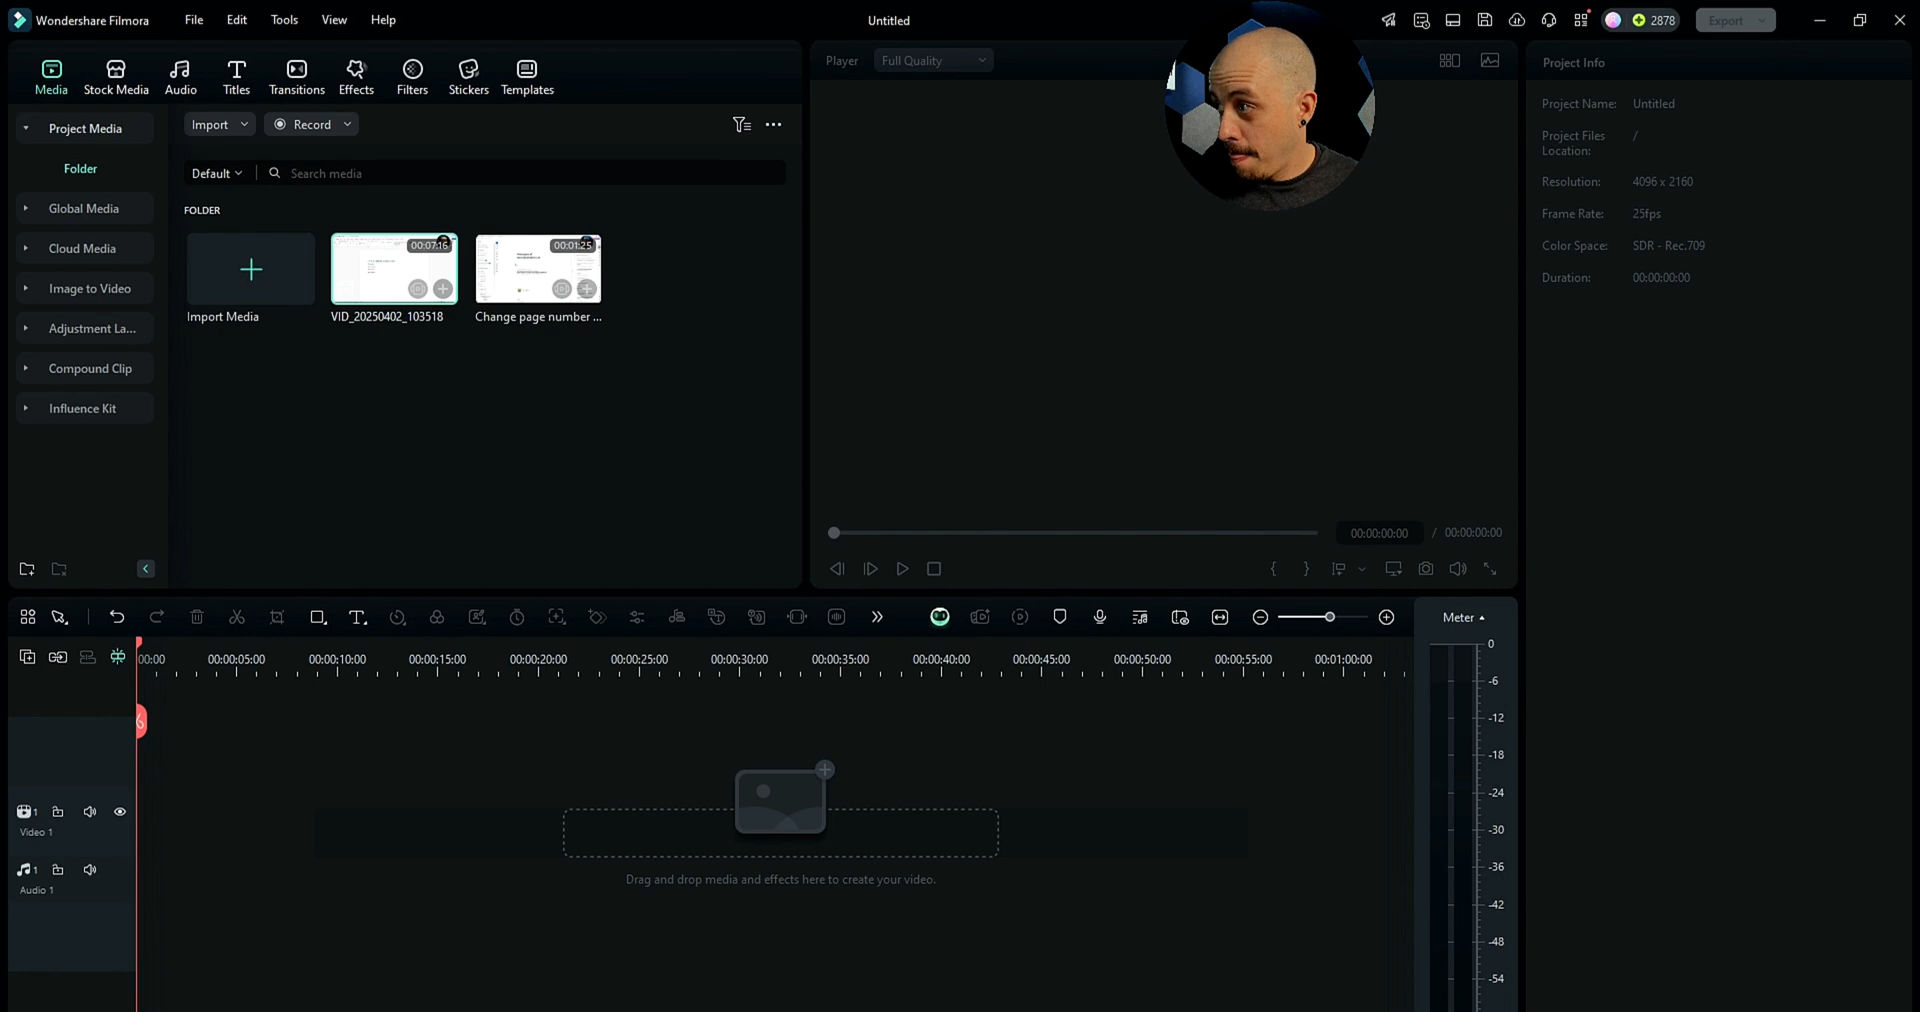 Wondershare Filmora
File
Edit
Tools
View
Help
Untitled
2878
Export
Media
Stock Media
Audio
Titles
Transitions
Effects
Filters
Stickers
Templates
Player
Full Quality
Project Info
Project Media
Folder
Global Media
Cloud Media
Image to Video
Adjustment La...
Compound Clip
Influence Kit
Import
Record
Default
Search media
FOLDER
Import Media
00:07:16
VID_20250402_103518
00:01:25
Change page number ...
Project Name: Untitled
Project Files
Location:
/
Resolution: 4096 x 2160
Frame Rate: 25fps
Color Space: SDR - Rec.709
Duration: 00:00:00:00
00:00:00:00 / 00:00:00:00
Meter
00:00
00:00:05:00
00:00:10:00
00:00:15:00
00:00:20:00
00:00:25:00
00:00:30:00
00:00:35:00
00:00:40:00
00:00:45:00
00:00:50:00
00:00:55:00
00:01:00:00
1
Video 1
1
Audio 1
Drag and drop media and effects here to create your video.
0
-6
-12
-18
-24
-30
-36
-42
-48
-54